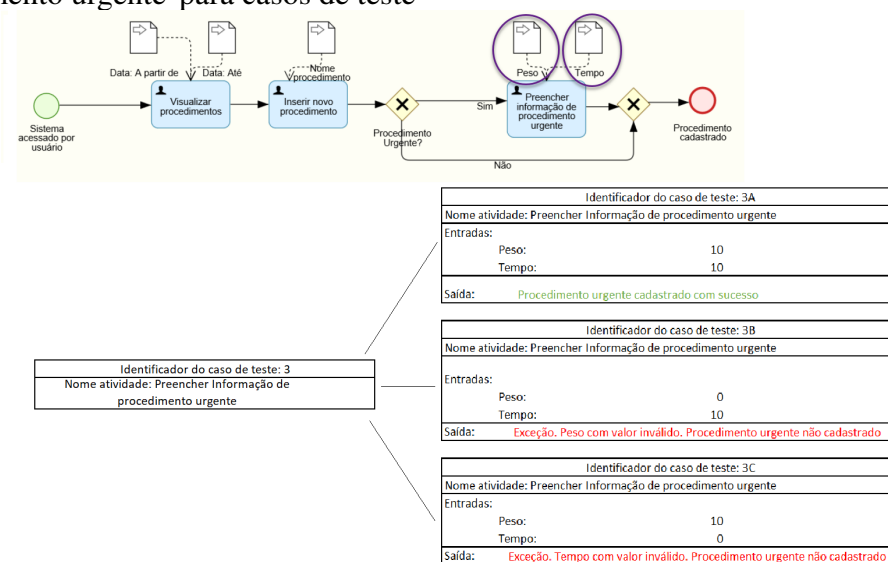 mento urgente para casos de teste
Data: A partir de
Data: Até
Nome
procedimento
Peso
Tempo
Visualizar
procedimentos
Inserir novo
procedimento
Sim
Preencher
informação de
procedimento
urgente
Sistema
acessado por
usuário
Procedimento
Urgente?
Procedimento
cadastrado
Não
Identificador do caso de teste: 3
Nome atividade: Preencher Informação de
procedimento urgente
Identificador do caso de teste: 3A
Nome atividade: Preencher Informação de procedimento urgente
Entradas:
Peso: 10
Tempo: 10
Saída: Procedimento urgente cadastrado com sucesso
Identificador do caso de teste: 3B
Nome atividade: Preencher Informação de procedimento urgente
Entradas:
Peso: 0
Tempo: 10
Saída: Exceção. Peso com valor inválido. Procedimento urgente não cadastrado
Identificador do caso de teste: 3C
Nome atividade: Preencher Informação de procedimento urgente
Entradas:
Peso: 10
Tempo: 0
Saída: Exceção. Tempo com valor inválido. Procedimento urgente não cadastrado